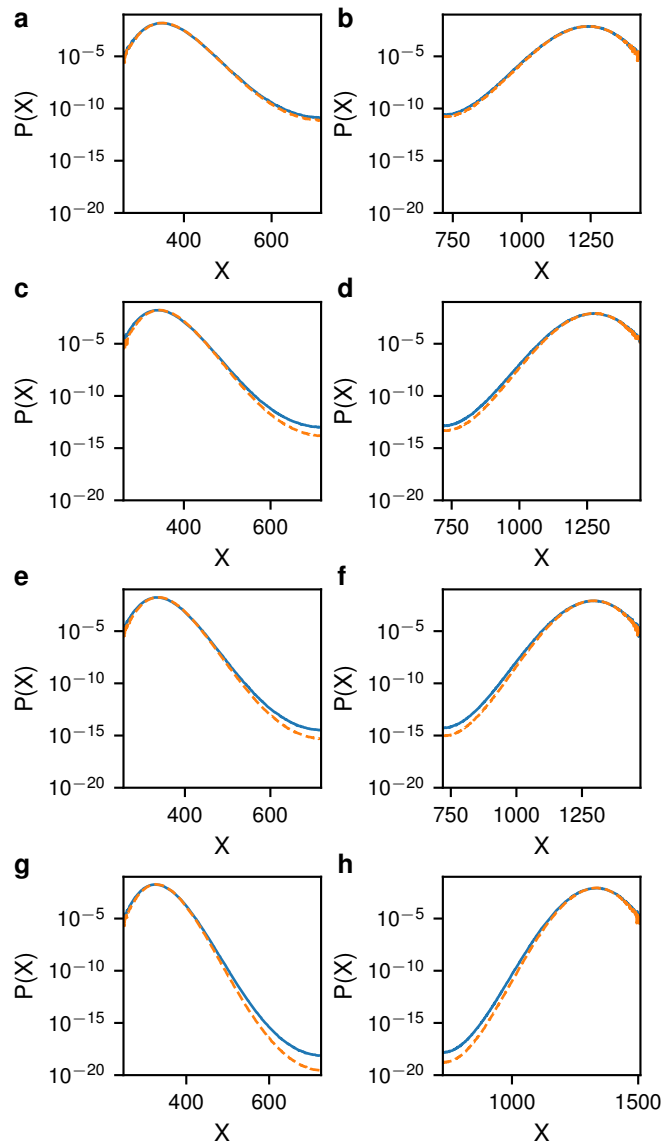 a
P(X)
10⁻⁵
10⁻¹⁰
10⁻¹⁵
10⁻²⁰
400 600
X
b
P(X)
10⁻⁵
10⁻¹⁰
10⁻¹⁵
10⁻²⁰
750 1000 1250
X
c
P(X)
10⁻⁵
10⁻¹⁰
10⁻¹⁵
10⁻²⁰
400 600
X
d
P(X)
10⁻⁵
10⁻¹⁰
10⁻¹⁵
10⁻²⁰
750 1000 1250
X
e
P(X)
10⁻⁵
10⁻¹⁰
10⁻¹⁵
10⁻²⁰
400 600
X
f
P(X)
10⁻⁵
10⁻¹⁰
10⁻¹⁵
10⁻²⁰
750 1000 1250
X
g
P(X)
10⁻⁵
10⁻¹⁰
10⁻¹⁵
10⁻²⁰
400 600
X
h
P(X)
10⁻⁵
10⁻¹⁰
10⁻¹⁵
10⁻²⁰
1000 1500
X